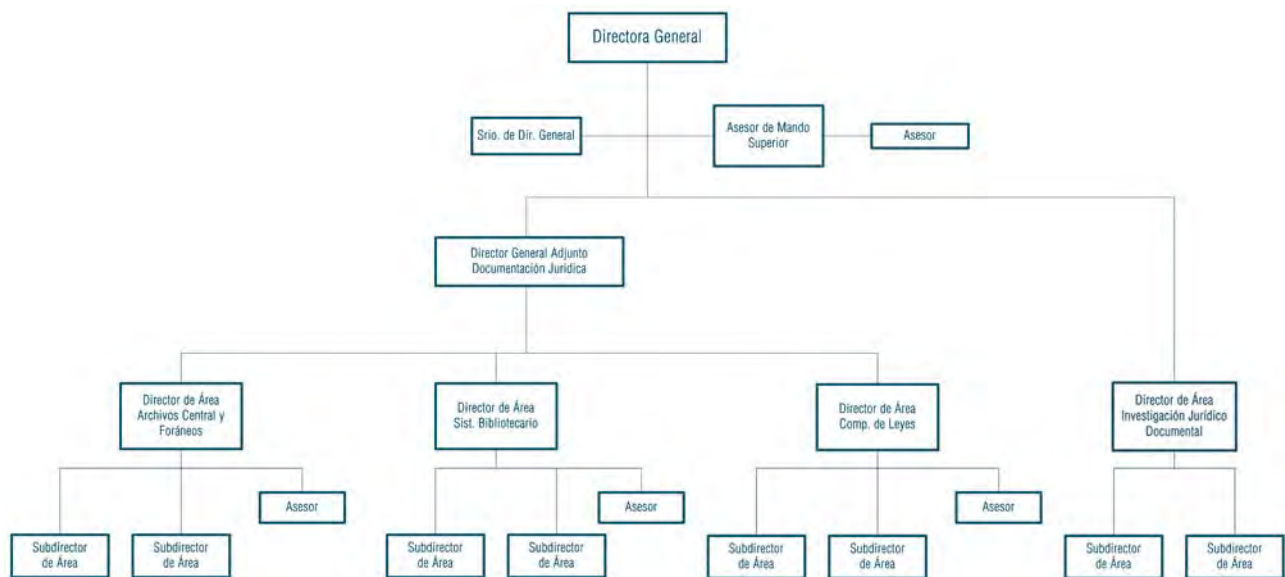 Directora General
Srio. de Dir. General
Asesor de Mando
Superior
Asesor
Director General Adjunto
Documentación Jurídica
Director de Área
Archivos Central y
Foráneos
Director de Área
Sist. Bibliotecario
Director de Área
Comp. de Leyes
Director de Área
Investigación Jurídico
Documental
Asesor
Asesor
Asesor
Subdirector
de Área
Subdirector
de Área
Subdirector
de Área
Subdirector
de Área
Subdirector
de Área
Subdirector
de Área
Subdirector
de Área
Subdirector
de Área